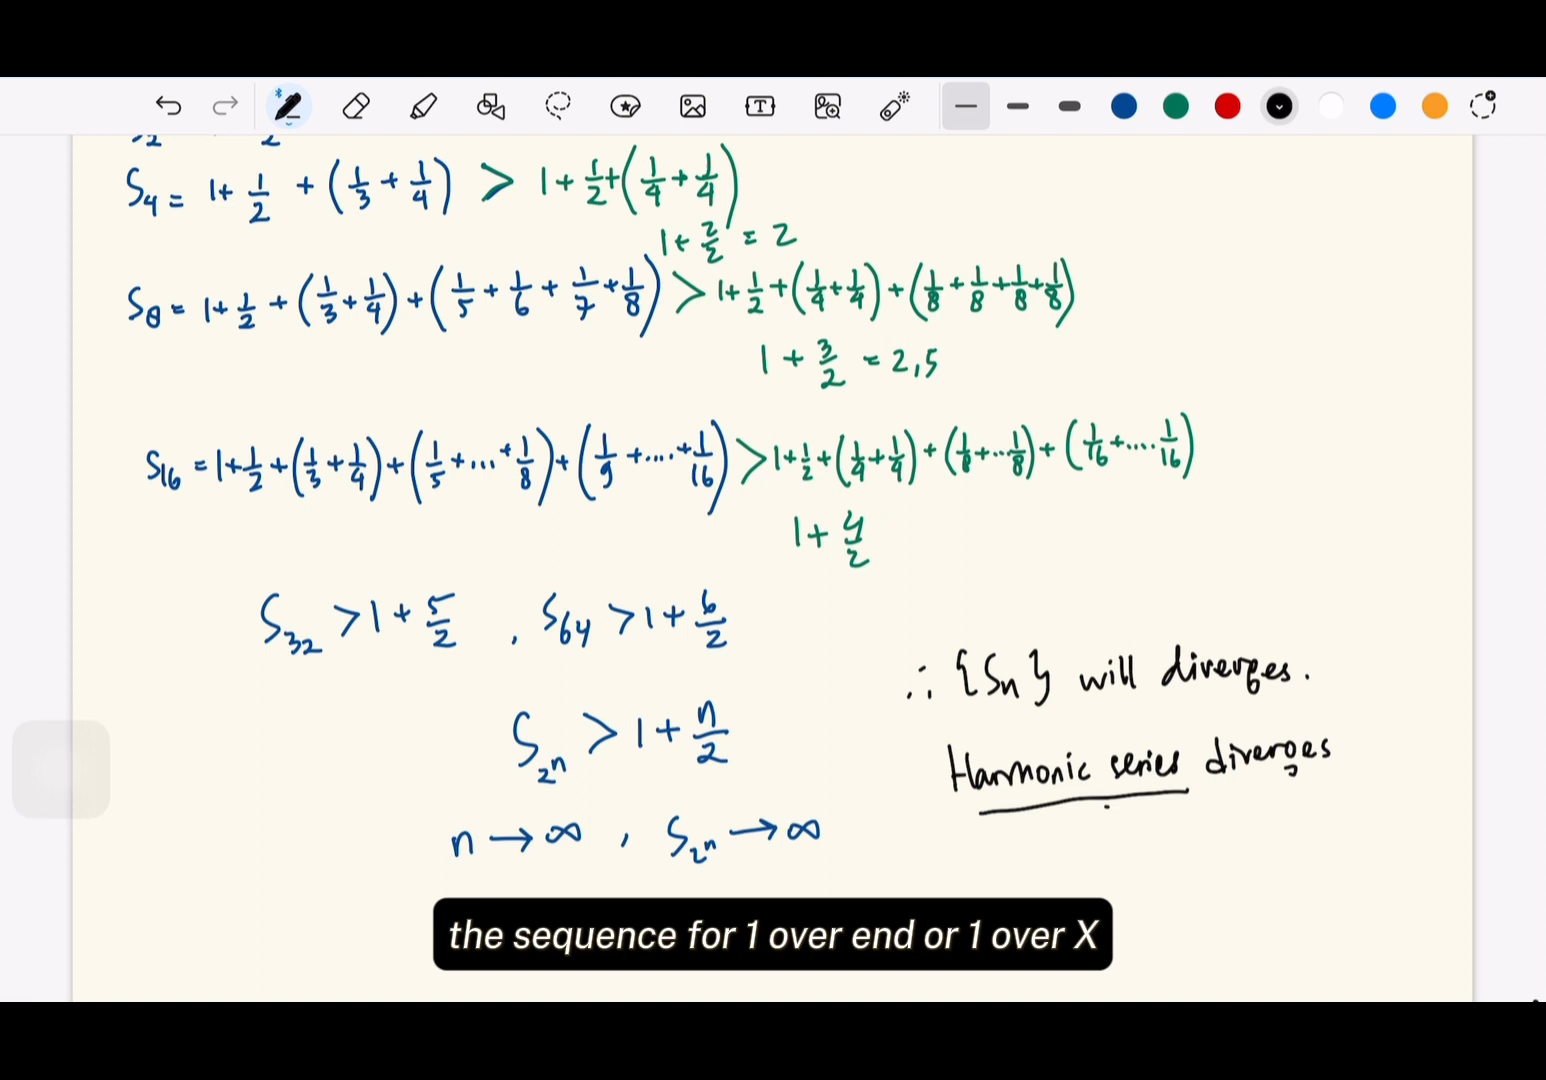 S₄ = 1 + 1/2 + (1/3 + 1/4) > 1 + 1/2 + (1/4 + 1/4)
1 + 2/2 = 2
S₈ = 1 + 1/2 + (1/3 + 1/4) + (1/5 + 1/6 + 1/7 + 1/8) > 1 + 1/2 + (1/4 + 1/4) + (1/8 + 1/8 + 1/8 + 1/8)
1 + 3/2 = 2,5
S₁₆ = 1 + 1/2 + (1/3 + 1/4) + (1/5 + ... + 1/8) + (1/9 + .... + 1/16) > 1 + 1/2 + (1/4 + 1/4) + (1/8 + .. 1/8) + (1/16 + .... 1/16)
1 + 4/2
S₃₂ > 1 + 5/2 , S₆₄ > 1 + 6/2
∴ {Sn} will diverges.
S_2ⁿ > 1 + n/2
Harmonic series diverges
n → ∞ , S_2ⁿ → ∞
the sequence for 1 over end or 1 over X